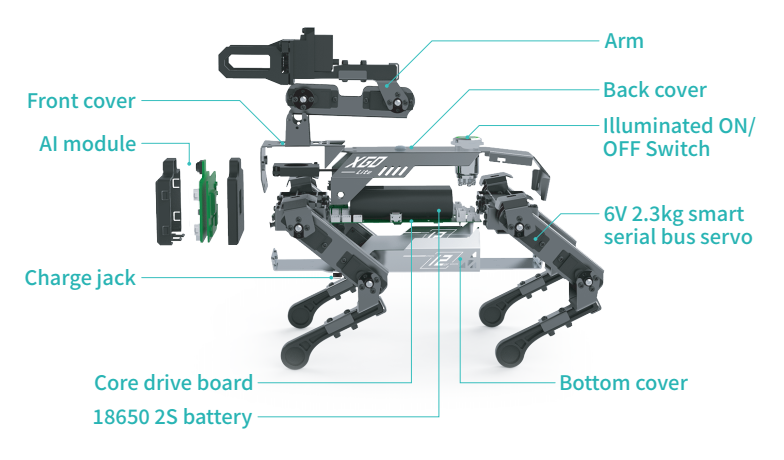 Arm
Front cover
Back cover
AI module
Illuminated ON/
OFF Switch
XGO
Lite
6V 2.3kg smart
serial bus servo
Charge jack
Core drive board
Bottom cover
18650 2S battery